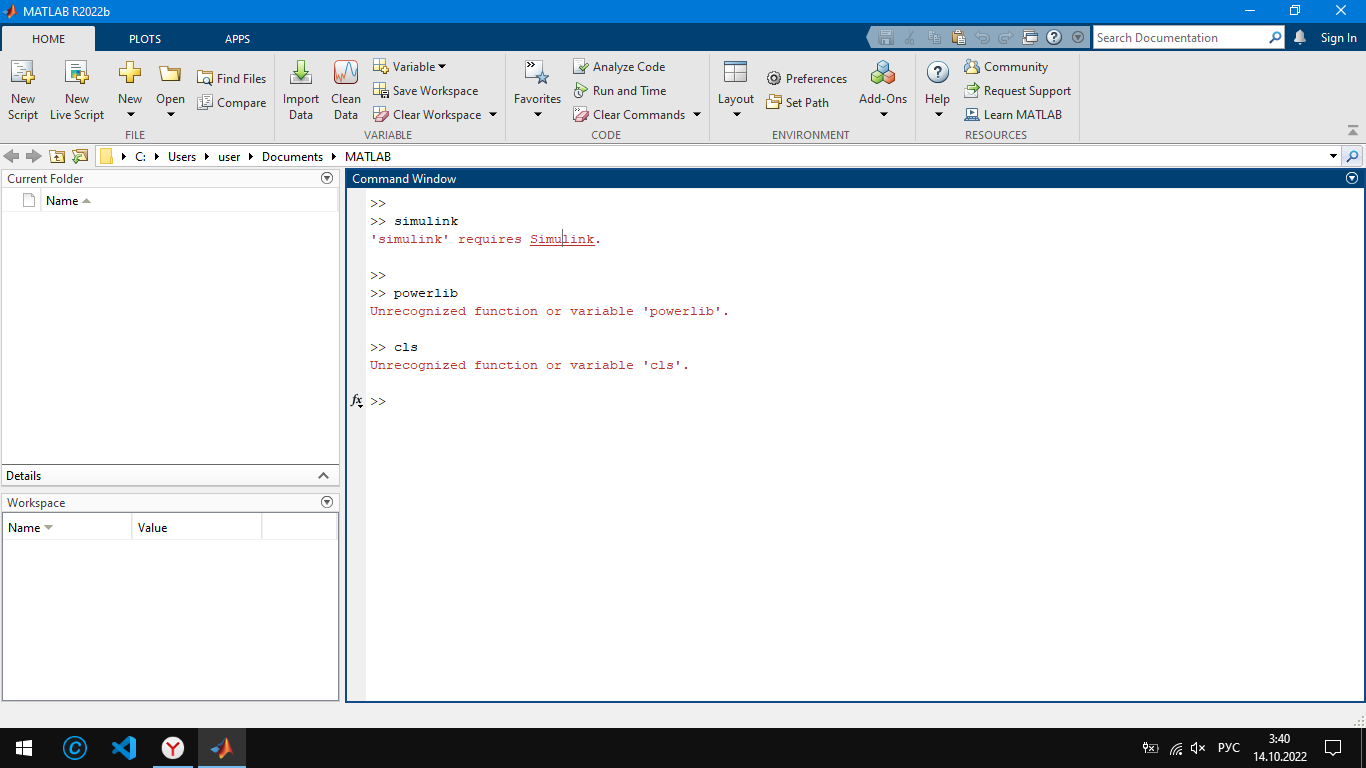 MATLAB R2022b
HOME PLOTS APPS
Search Documentation
Sign In
New Script
New Live Script
New
Open
Find Files
Compare
FILE
Import Data
Clean Data
Variable
Save Workspace
Clear Workspace
VARIABLE
Favorites
Analyze Code
Run and Time
Clear Commands
CODE
Layout
Preferences
Set Path
ENVIRONMENT
Add-Ons
Help
Community
Request Support
Learn MATLAB
RESOURCES
C: Users user Documents MATLAB
Current Folder
Name
Details
Workspace
Name Value
Command Window
>>
>> simulink
'simulink' requires Simulink.
>>
>> powerlib
Unrecognized function or variable 'powerlib'.
>> cls
Unrecognized function or variable 'cls'.
fx >>
РУС
3:40
14.10.2022